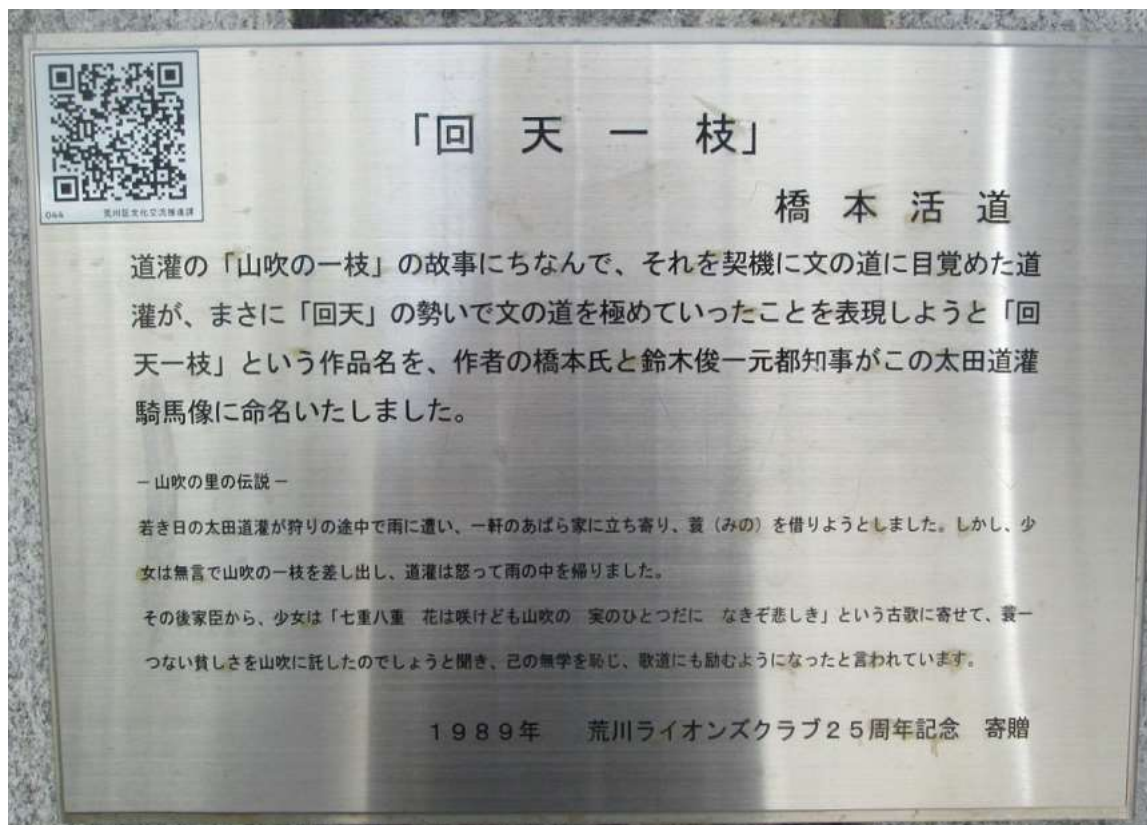 「回天一枝」
橋本活道
044 荒川区文化交流推進課
道灌の「山吹の一枝」の故事にちなんで、それを契機に文の道に目覚めた道
灌が、まさに「回天」の勢いで文の道を極めていったことを表現しようと「回
天一枝」という作品名を、作者の橋本氏と鈴木俊一元都知事がこの太田道灌
騎馬像に命名いたしました。
－山吹の里の伝説－
若き日の太田道灌が狩りの途中で雨に遭い、一軒のあばら家に立ち寄り、蓑（みの）を借りようとしました。しかし、少
女は無言で山吹の一枝を差し出し、道灌は怒って雨の中を帰りました。
その後家臣から、少女は「七重八重　花は咲けども山吹の　実のひとつだに　なきぞ悲しき」という古歌に寄せて、蓑一
つない貧しさを山吹に託したのでしょうと聞き、己の無学を恥じ、歌道にも励むようになったと言われています。
１９８９年　荒川ライオンズクラブ２５周年記念　寄贈